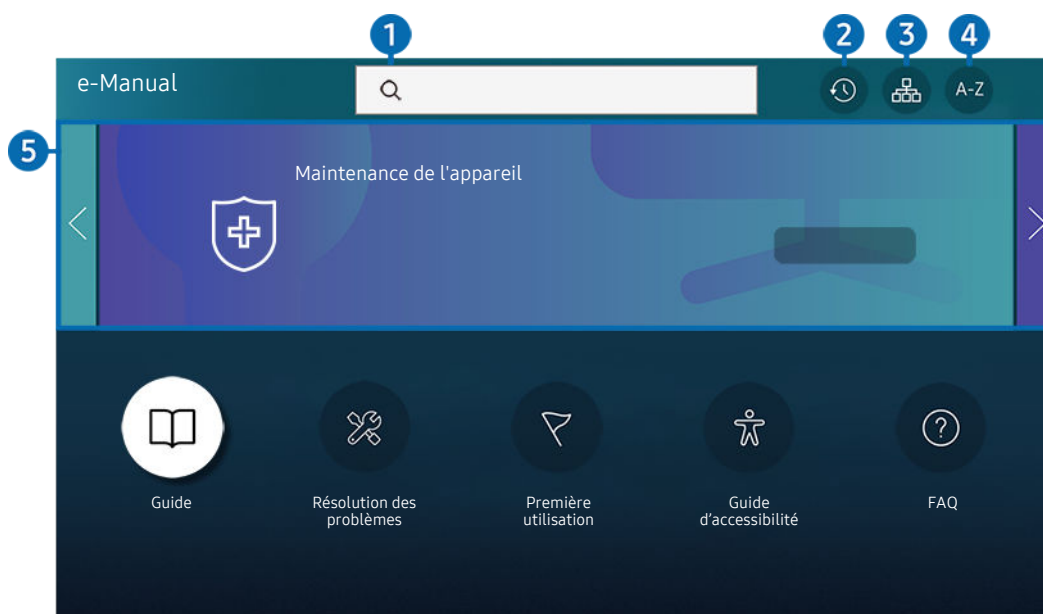 1 2 3 4
e-Manual A-Z
5
Maintenance de l'appareil
Guide
Résolution des
problèmes
Première
utilisation
Guide
d'accessibilité
FAQ